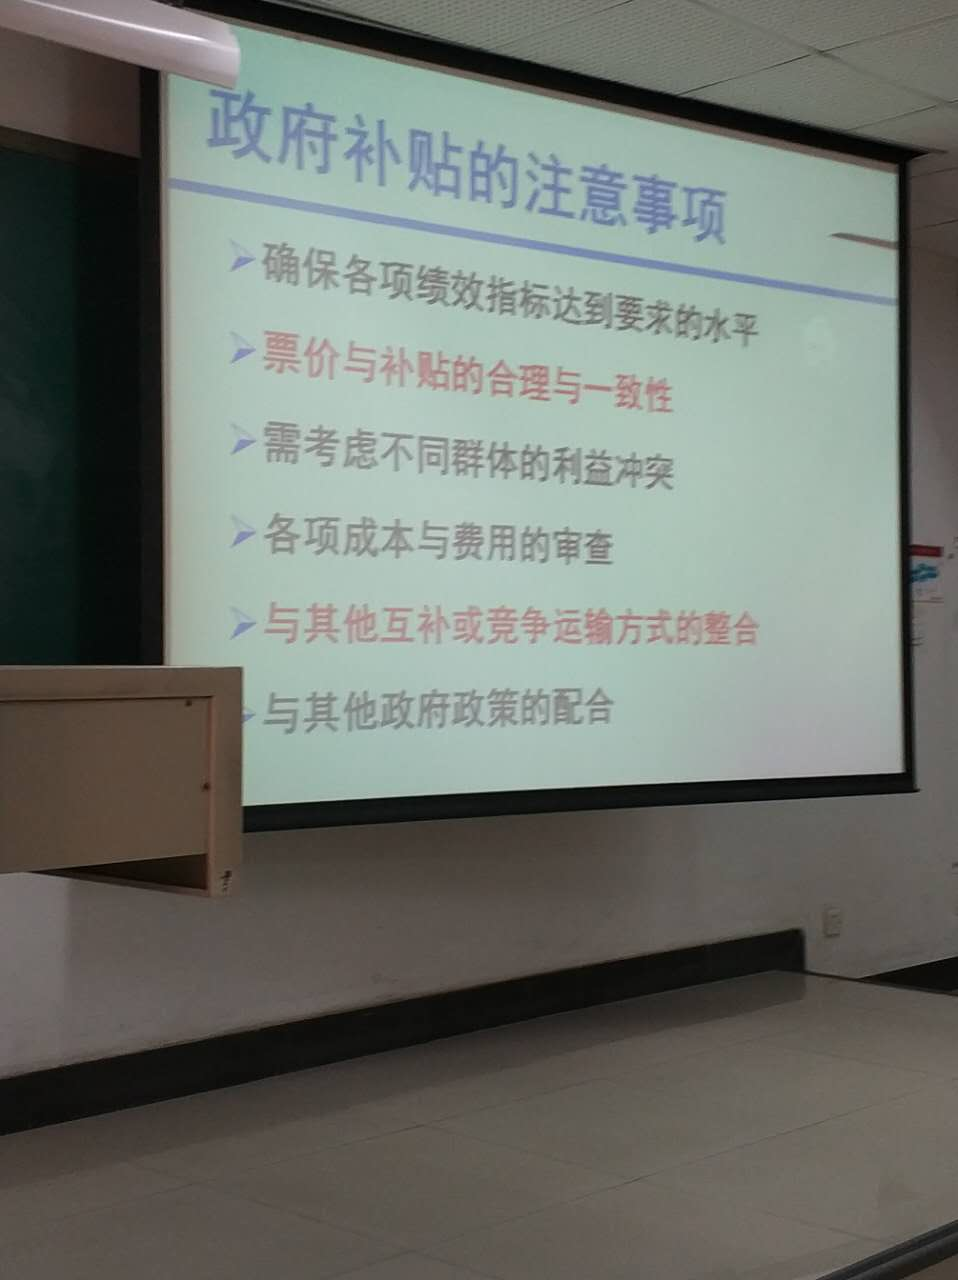 政府补贴的注意事项
确保各项绩效指标达到要求的水平
票价与补贴的合理与一致性
需考虑不同群体的利益冲突
各项成本与费用的审查
与其他互补或竞争运输方式的整合
与其他政府政策的配合